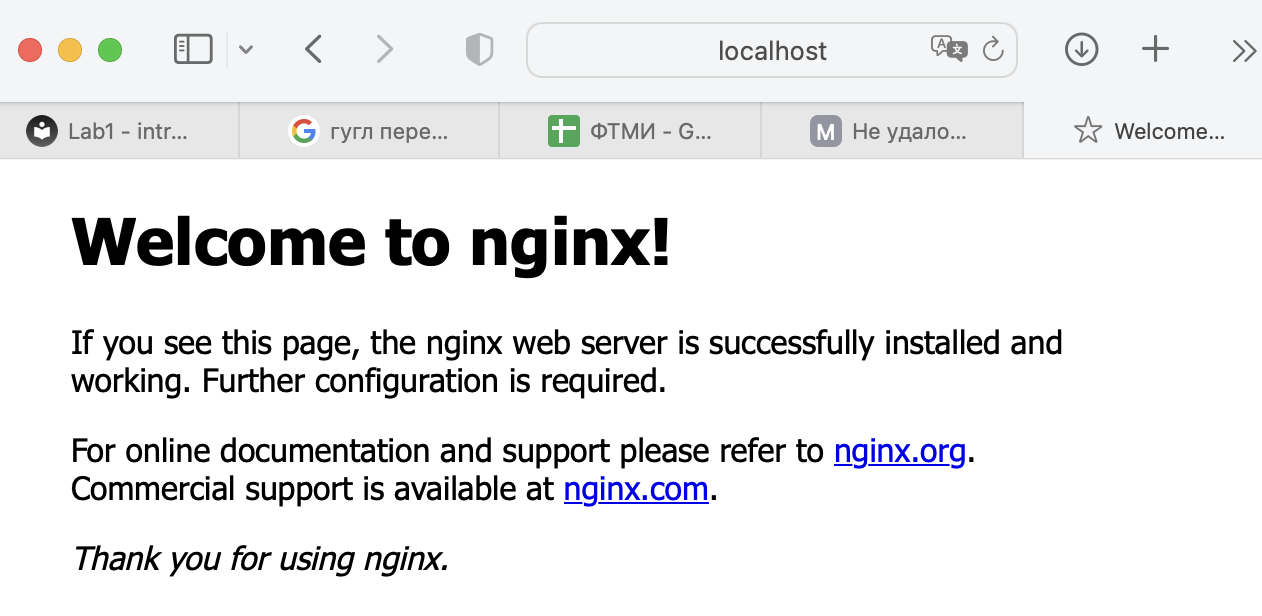 localhost
Lab1 - intr...
гугл пере...
ФТМИ - G...
M Не удало...
Welcome...
Welcome to nginx!
If you see this page, the nginx web server is successfully installed and
working. Further configuration is required.
For online documentation and support please refer to nginx.org.
Commercial support is available at nginx.com.
Thank you for using nginx.